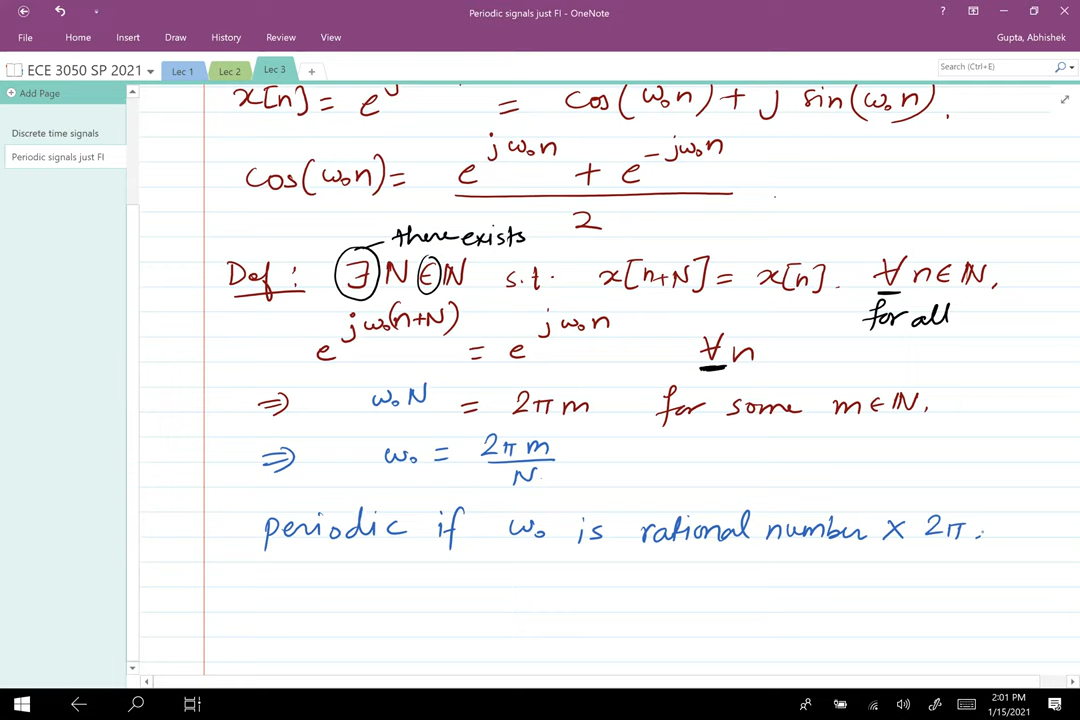 Periodic signals just FI - OneNote
File Home Insert Draw History Review View
Gupta, Abhishek
ECE 3050 SP 2021
Lec 1 Lec 2 Lec 3
Search (Ctrl+E)
Add Page
Discrete time signals
Periodic signals just FI
x[n] = e^j = cos(ω₀n) + j sin(ω₀n).
cos(ω₀n) = (e^{jω₀n} + e^{-jω₀n}) / 2
there exists
Def: ∃ N ∈ ℕ s.t. x[n+N] = x[n]. ∀ n ∈ ℕ,
for all
e^{jω₀(n+N)} = e^{jω₀n} ∀ n
⇒ ω₀N = 2πm for some m ∈ ℕ.
⇒ ω₀ = 2πm / N
periodic if ω₀ is rational number × 2π.
2:01 PM
1/15/2021